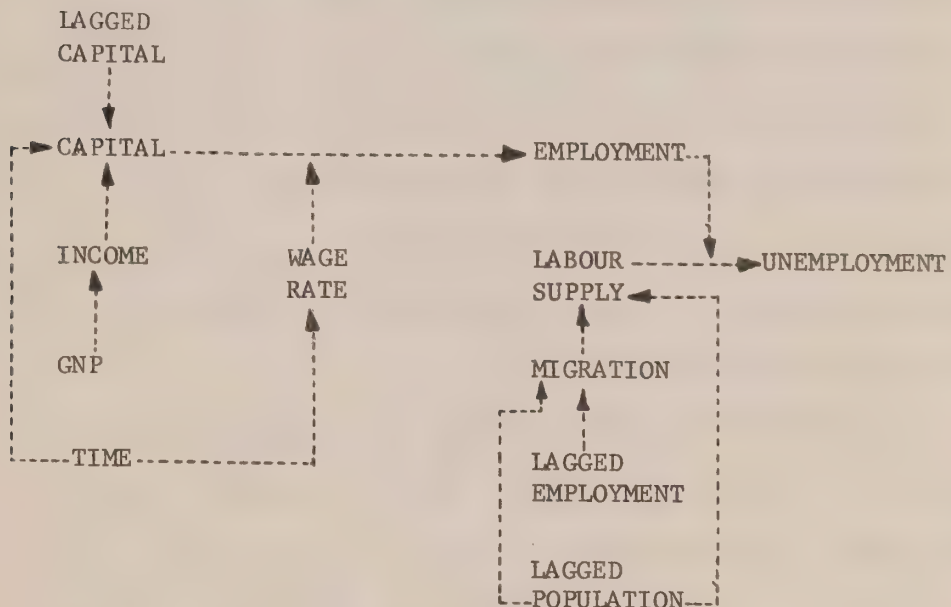 LAGGED
CAPITAL
CAPITAL
EMPLOYMENT
INCOME
WAGE
RATE
LABOUR
SUPPLY
UNEMPLOYMENT
GNP
MIGRATION
TIME
LAGGED
EMPLOYMENT
LAGGED
POPULATION